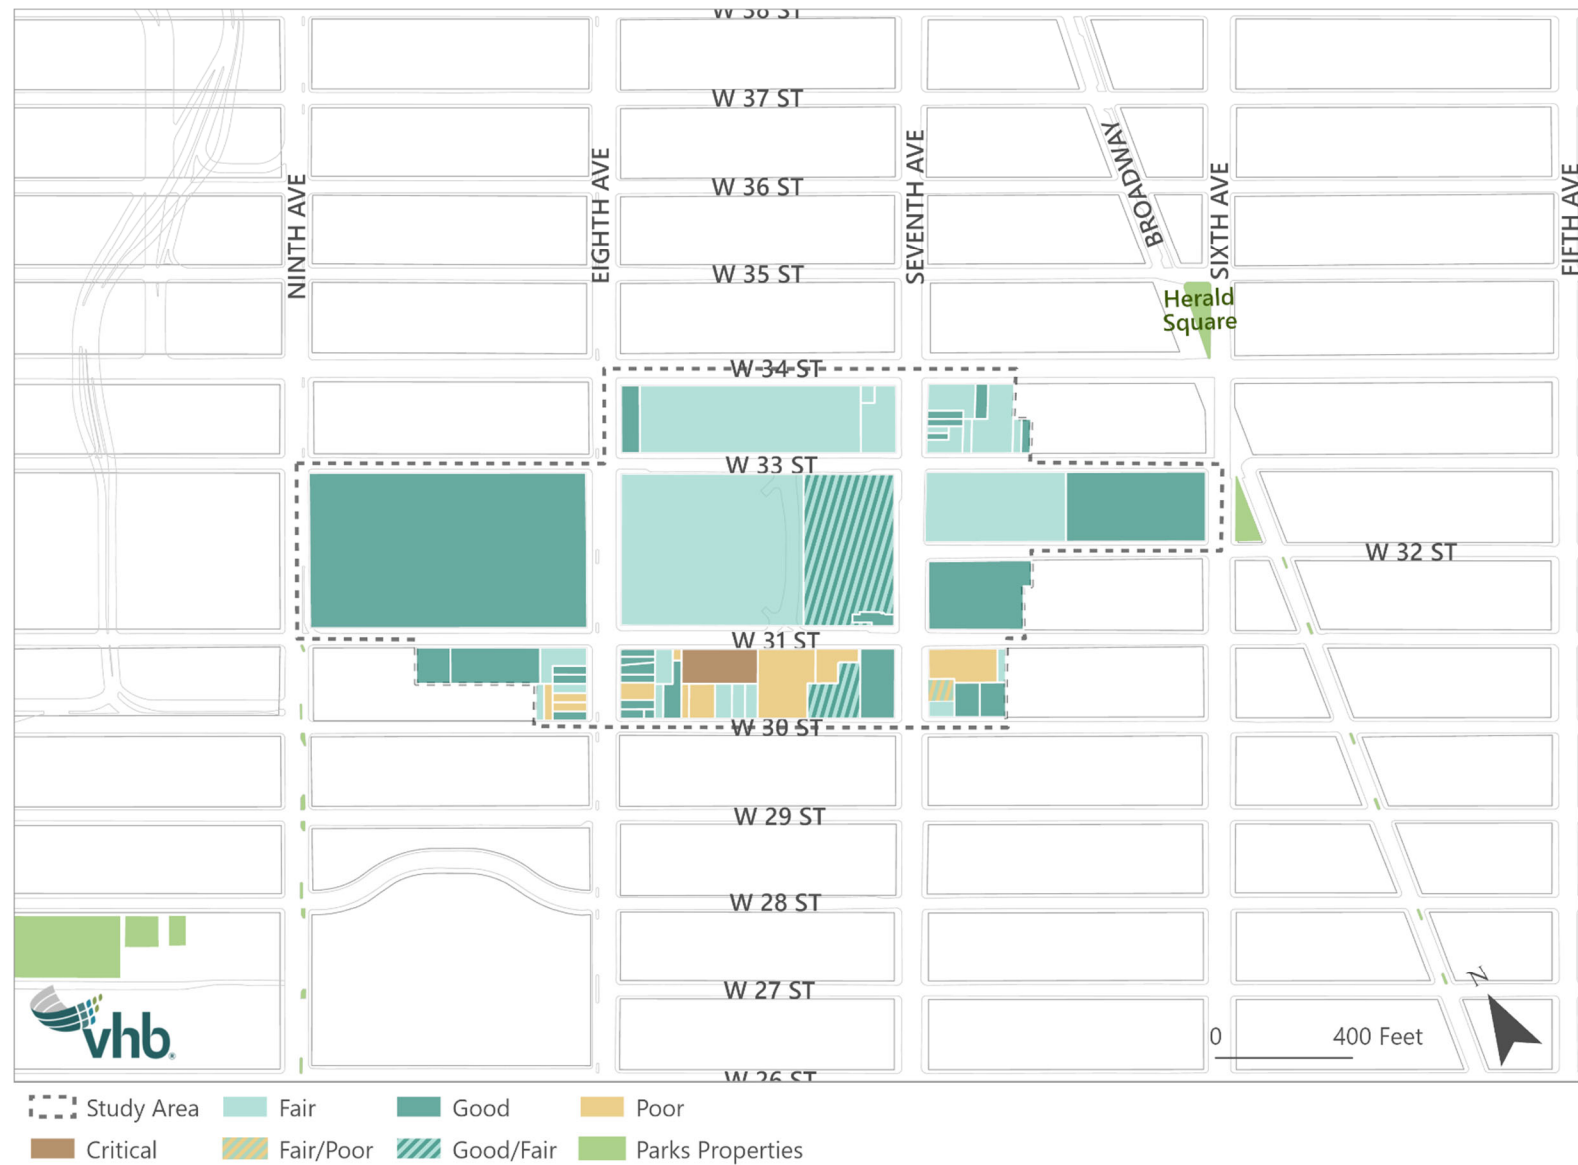 W 38 ST
W 37 ST
W 36 ST
W 35 ST
NINTH AVE
EIGHTH AVE
SEVENTH AVE
BROADWAY
SIXTH AVE
FIFTH AVE
Herald
Square
W 34 ST
W 33 ST
W 32 ST
W 31 ST
W 30 ST
W 29 ST
W 28 ST
W 27 ST
W 26 ST
N
0 400 Feet
vhb
Study Area Fair Good Poor
Critical Fair/Poor Good/Fair Parks Properties